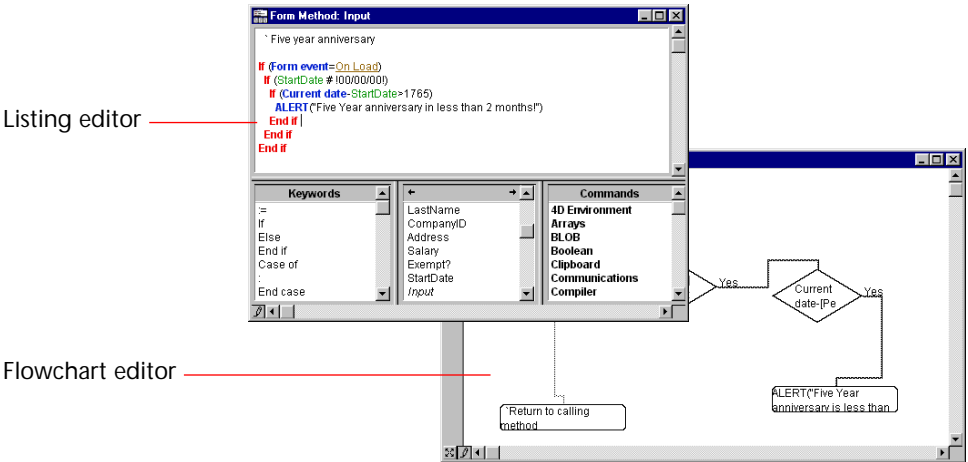 Form Method: Input
` Five year anniversary
If (Form event=On Load)
If (StartDate # !00/00/00!)
If (Current date-StartDate>1765)
ALERT("Five Year anniversary in less than 2 months!")
End if
End if
End if
Listing editor
Keywords
:=
If
Else
End if
Case of
:
End case
LastName
CompanyID
Address
Salary
Exempt?
StartDate
Input
Commands
4D Environment
Arrays
BLOB
Boolean
Clipboard
Communications
Compiler
Yes
Current
date-[Pe
Yes
Flowchart editor
`Return to calling
method
ALERT("Five Year
anniversary is less than